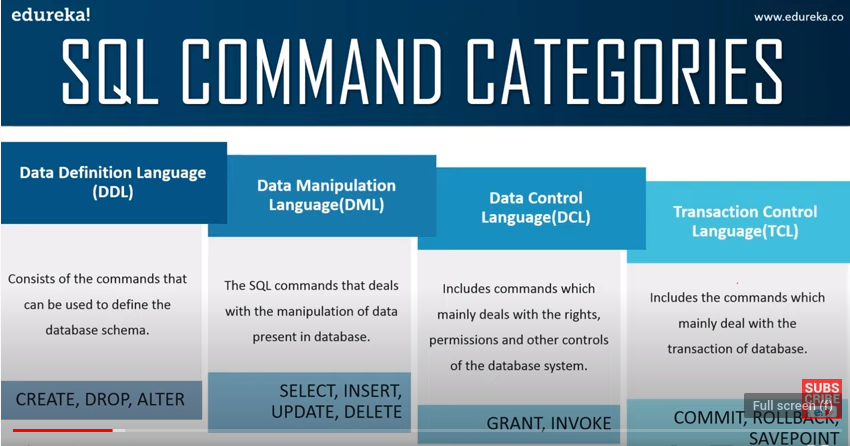 edureka!
www.edureka.co
SQL COMMAND CATEGORIES
Data Definition Language
(DDL)
Consists of the commands that
can be used to define the
database schema.
CREATE, DROP, ALTER
Data Manipulation
Language(DML)
The SQL commands that deals
with the manipulation of data
present in database.
SELECT, INSERT,
UPDATE, DELETE
Data Control
Language(DCL)
Includes commands which
mainly deals with the rights,
permissions and other controls
of the database system.
GRANT, INVOKE
Transaction Control
Language(TCL)
Includes the commands which
mainly deal with the
transaction of database.
COMMIT, ROLLBACK,
SAVEPOINT
SUBS
CRIBE
Full screen (f)